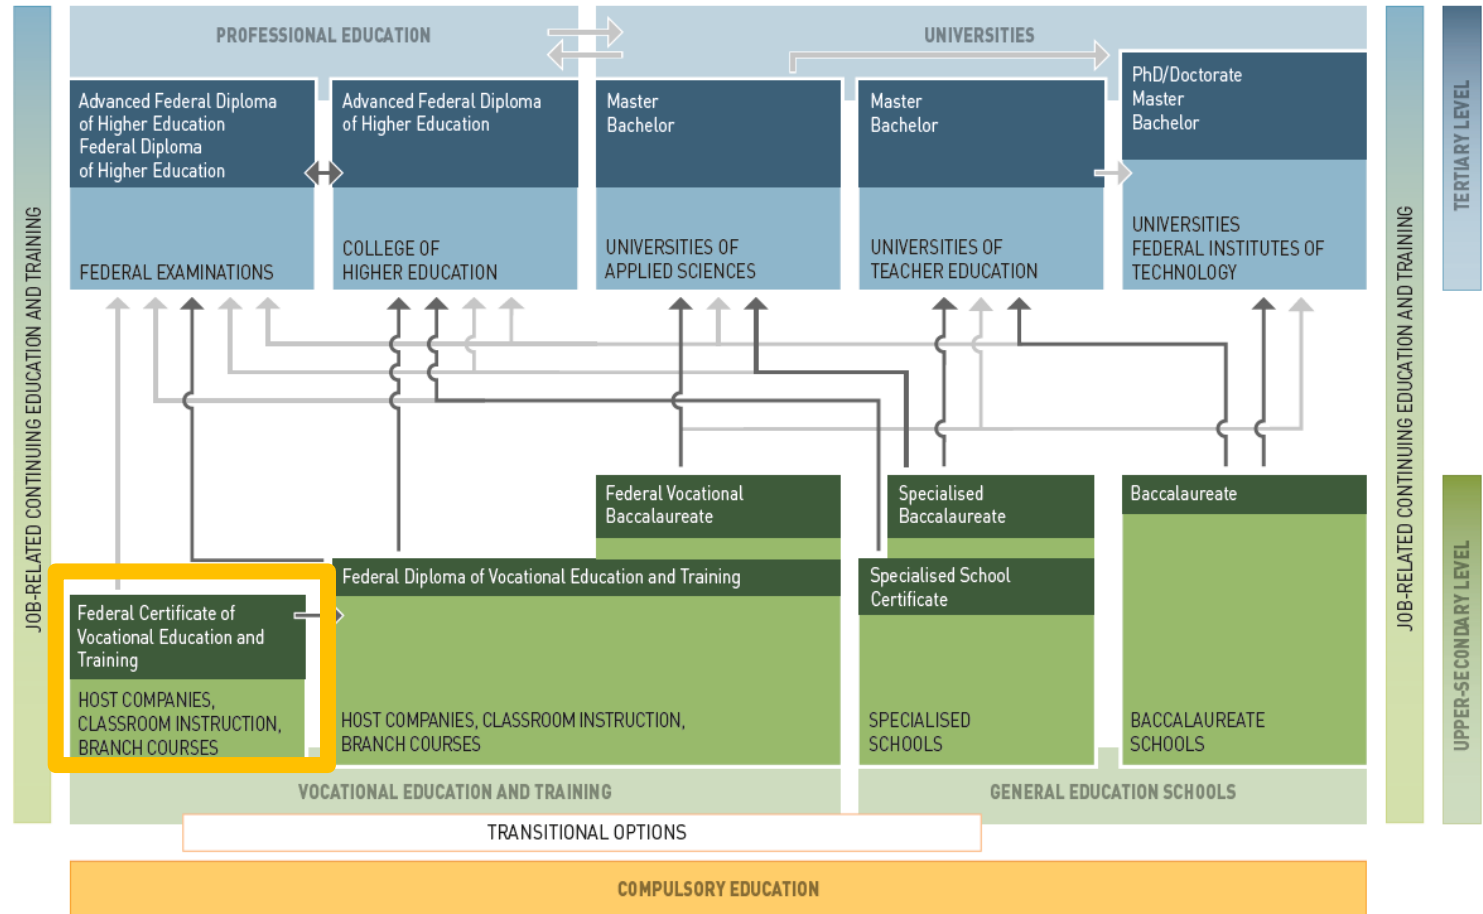 PROFESSIONAL EDUCATION
UNIVERSITIES
Advanced Federal Diploma
of Higher Education
Federal Diploma
of Higher Education
Advanced Federal Diploma
of Higher Education
Master
Bachelor
Master
Bachelor
PhD/Doctorate
Master
Bachelor
FEDERAL EXAMINATIONS
COLLEGE OF
HIGHER EDUCATION
UNIVERSITIES OF
APPLIED SCIENCES
UNIVERSITIES OF
TEACHER EDUCATION
UNIVERSITIES
FEDERAL INSTITUTES OF
TECHNOLOGY
JOB-RELATED CONTINUING EDUCATION AND TRAINING
JOB-RELATED CONTINUING EDUCATION AND TRAINING
TERTIARY LEVEL
UPPER-SECONDARY LEVEL
Federal Vocational
Baccalaureate
Specialised
Baccalaureate
Baccalaureate
Federal Diploma of Vocational Education and Training
Specialised School
Certificate
Federal Certificate of
Vocational Education and
Training
HOST COMPANIES,
CLASSROOM INSTRUCTION,
BRANCH COURSES
HOST COMPANIES, CLASSROOM INSTRUCTION,
BRANCH COURSES
SPECIALISED
SCHOOLS
BACCALAUREATE
SCHOOLS
VOCATIONAL EDUCATION AND TRAINING
GENERAL EDUCATION SCHOOLS
TRANSITIONAL OPTIONS
COMPULSORY EDUCATION